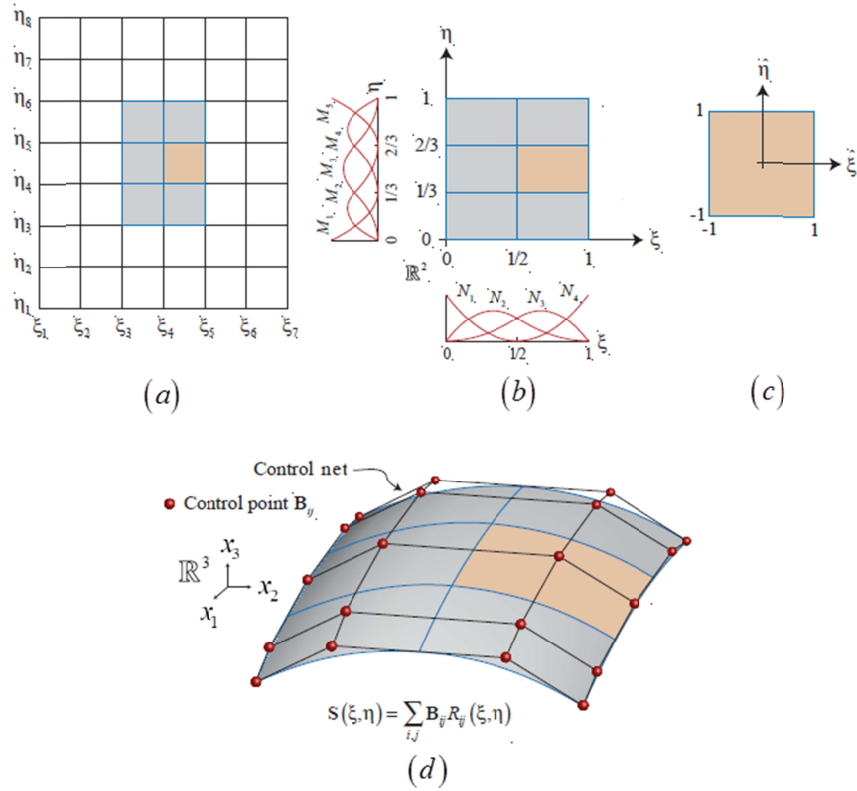 η₈
η₇
η₆
η₅
η₄
η₃
η₂
η₁
ξ₁ ξ₂ ξ₃ ξ₄ ξ₅ ξ₆ ξ₇
(a)
η
1
2/3
1/3
0
M₁ M₂ M₃ M₄ M₅
η
1
2/3
1/3
0
ℝ²
0 1/2 1
ξ
N₁ N₂ N₃ N₄
0 1/2 1
ξ
(b)
η̂
1
ξ̂
-1
-1 1
(c)
Control net
Control point Bᵢⱼ
ℝ³
x₃
x₂
x₁
S(ξ,η) = ∑ᵢ,ⱼ BᵢⱼRᵢⱼ(ξ,η)
(d)